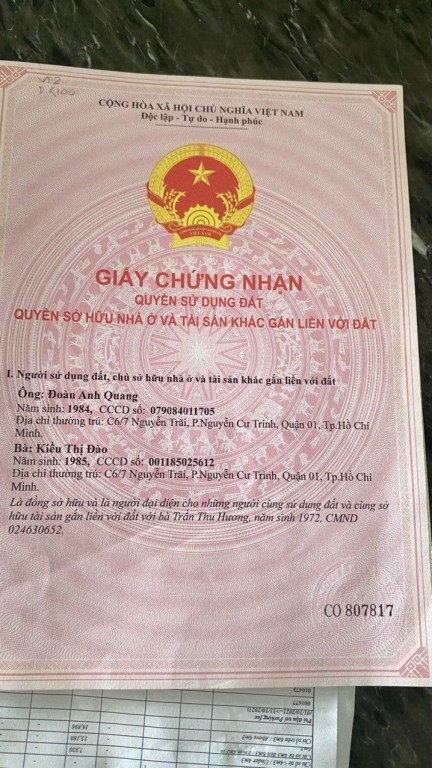 N2
D 2100
CỘNG HÒA XÃ HỘI CHỦ NGHĨA VIỆT NAM
Độc lập - Tự do - Hạnh phúc
VIỆT NAM
GIẤY CHỨNG NHẬN
QUYỀN SỬ DỤNG ĐẤT
QUYỀN SỞ HỮU NHÀ Ở VÀ TÀI SẢN KHÁC GẮN LIỀN VỚI ĐẤT
I. Người sử dụng đất, chủ sở hữu nhà ở và tài sản khác gắn liền với đất
Ông: Đoàn Anh Quang
Năm sinh: 1984, CCCD số: 079084011705
Địa chỉ thường trú: C6/7 Nguyễn Trãi, P.Nguyễn Cư Trinh, Quận 01, Tp.Hồ Chí
Minh.
Bà: Kiều Thị Đào
Năm sinh: 1985, CCCD số: 001185025612
Địa chỉ thường trú: C6/7 Nguyễn Trãi, P.Nguyễn Cư Trinh, Quận 01, Tp.Hồ Chí
Minh.
Là đồng sở hữu và là người đại diện cho những người cùng sử dụng đất và cùng sở
hữu tài sản gắn liền với đất với bà Trần Thu Hương, năm sinh 1972, CMND
024630652.
CO 807817